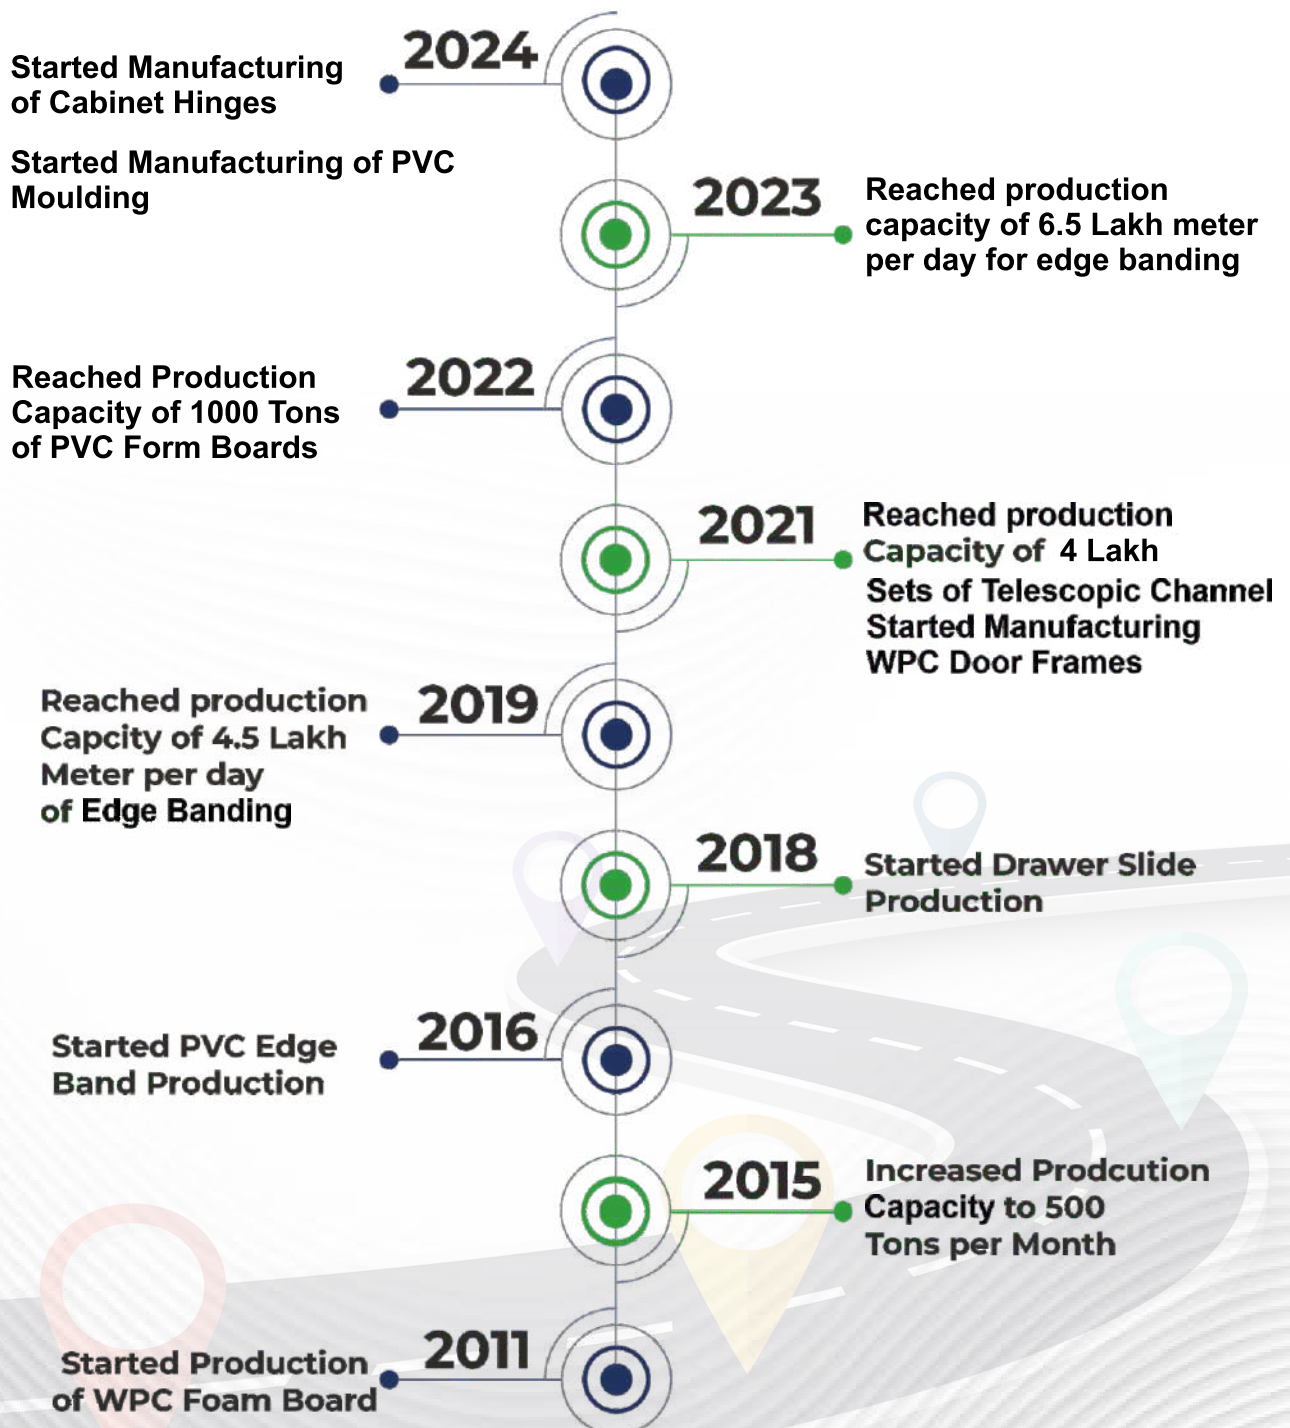 2024
Started Manufacturing
of Cabinet Hinges
Started Manufacturing of PVC
Moulding
2023
Reached production
capacity of 6.5 Lakh meter
per day for edge banding
2022
Reached Production
Capacity of 1000 Tons
of PVC Form Boards
2021
Reached production
Capacity of 4 Lakh
Sets of Telescopic Channel
Started Manufacturing
WPC Door Frames
2019
Reached production
Capcity of 4.5 Lakh
Meter per day
of Edge Banding
2018
Started Drawer Slide
Production
2016
Started PVC Edge
Band Production
2015
Increased Prodcution
Capacity to 500
Tons per Month
2011
Started Production
of WPC Foam Board